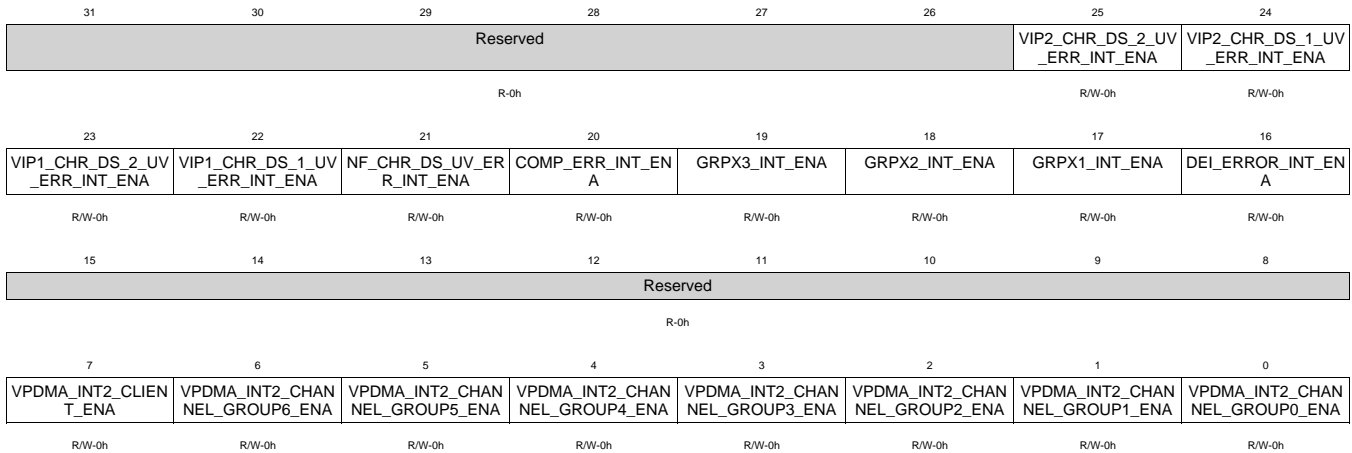 31 30 29 28 27 26 25 24
Reserved VIP2_CHR_DS_2_UV VIP2_CHR_DS_1_UV
_ERR_INT_ENA _ERR_INT_ENA
R-0h R/W-0h R/W-0h
23 22 21 20 19 18 17 16
VIP1_CHR_DS_2_UV VIP1_CHR_DS_1_UV NF_CHR_DS_UV_ER COMP_ERR_INT_EN GRPX3_INT_ENA GRPX2_INT_ENA GRPX1_INT_ENA DEI_ERROR_INT_EN
_ERR_INT_ENA _ERR_INT_ENA R_INT_ENA A A
R/W-0h R/W-0h R/W-0h R/W-0h R/W-0h R/W-0h R/W-0h R/W-0h
15 14 13 12 11 10 9 8
Reserved
R-0h
7 6 5 4 3 2 1 0
VPDMA_INT2_CLIEN VPDMA_INT2_CHAN VPDMA_INT2_CHAN VPDMA_INT2_CHAN VPDMA_INT2_CHAN VPDMA_INT2_CHAN VPDMA_INT2_CHAN VPDMA_INT2_CHAN
T_ENA NEL_GROUP6_ENA NEL_GROUP5_ENA NEL_GROUP4_ENA NEL_GROUP3_ENA NEL_GROUP2_ENA NEL_GROUP1_ENA NEL_GROUP0_ENA
R/W-0h R/W-0h R/W-0h R/W-0h R/W-0h R/W-0h R/W-0h R/W-0h